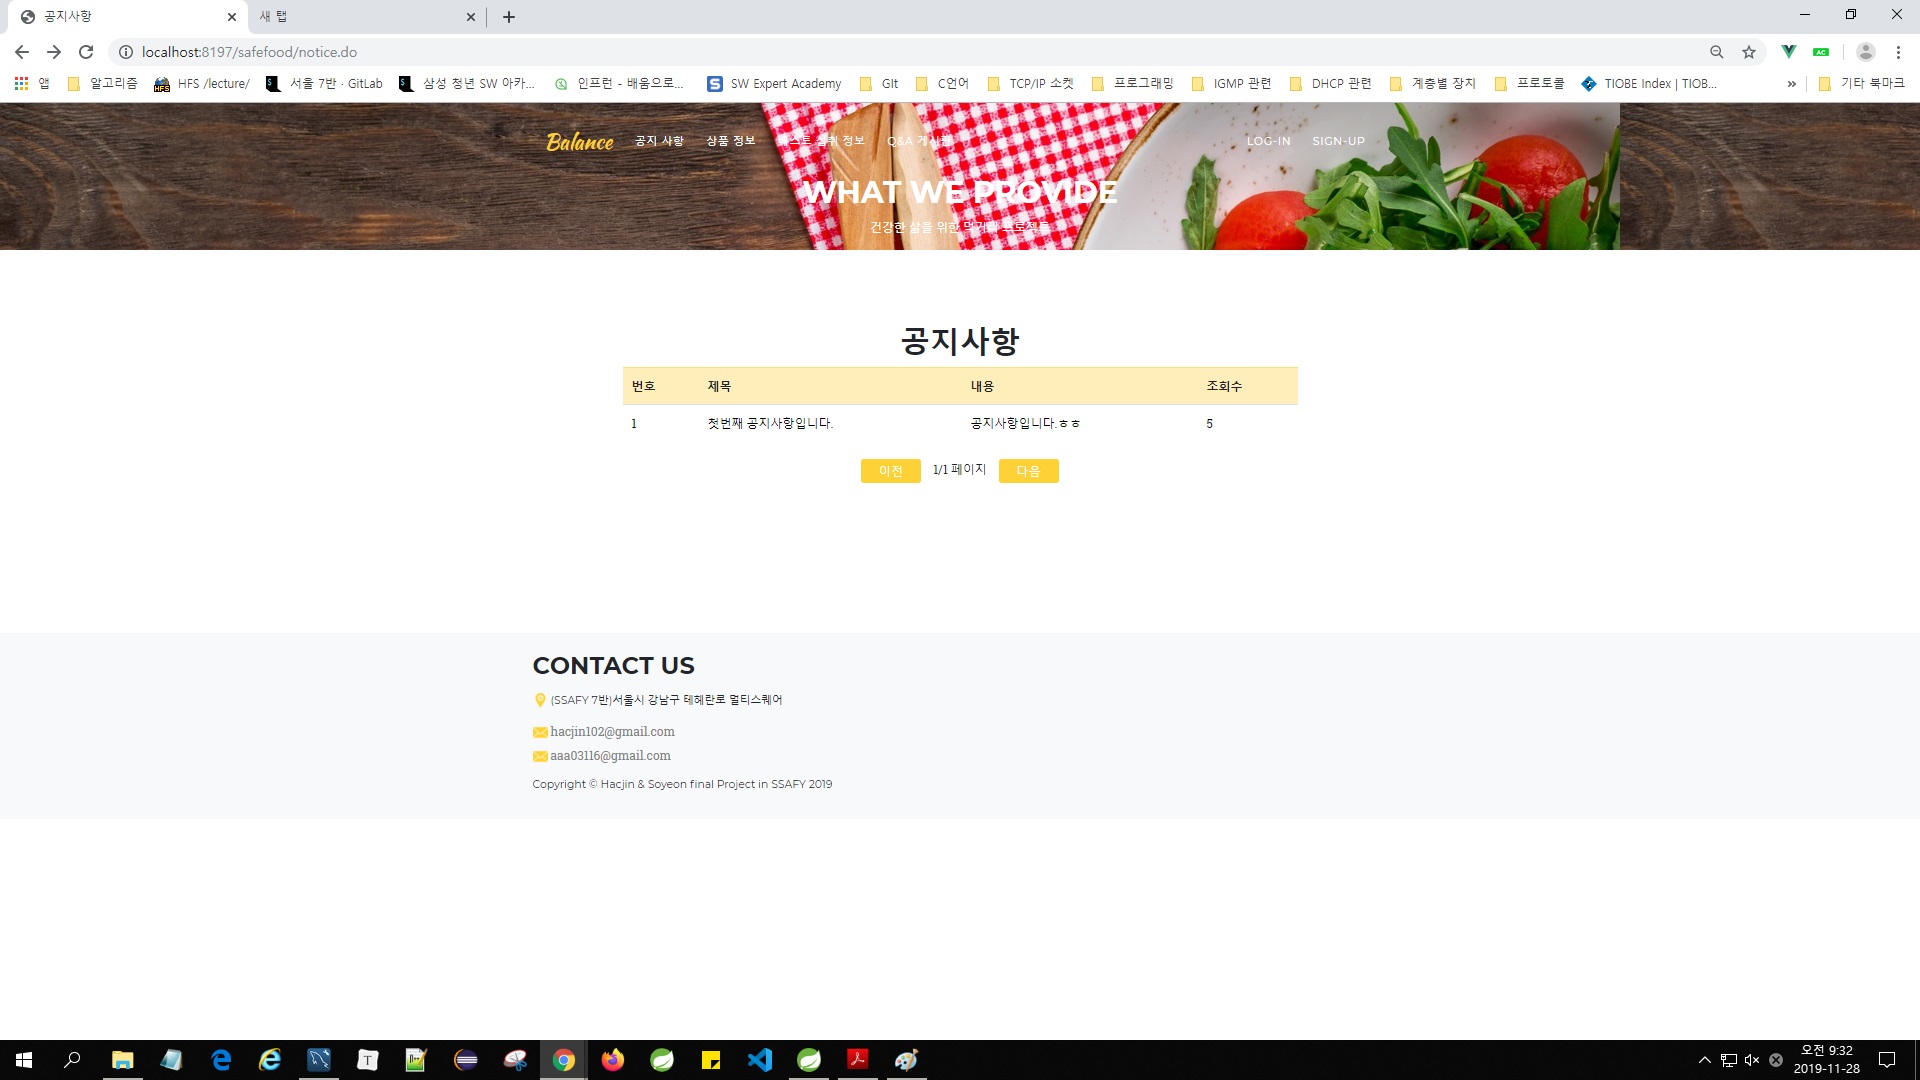 공지사항
새 탭
localhost:8197/safefood/notice.do
앱
알고리즘
HFS /lecture/
서울 7반 · GitLab
삼성 청년 SW 아카...
인프런 - 배움으로...
SW Expert Academy
GIt
C언어
TCP/IP 소켓
프로그래밍
IGMP 관련
DHCP 관련
계층별 장치
프로토콜
TIOBE Index | TIOB...
»
기타 북마크
Balance
공지 사항
상품 정보
정보
Q&A
LOG-IN
SIGN-UP
WHAT WE PROVIDE
건강한 삶을 위한 먹거리 프로젝트
공지사항
번호 제목 내용 조회수
1 첫번째 공지사항입니다. 공지사항입니다.ㅎㅎ 5
이전 1/1 페이지 다음
CONTACT US
(SSAFY 7반)서울시 강남구 테헤란로 멀티스퀘어
hacjin102@gmail.com
aaa03116@gmail.com
Copyright © Hacjin & Soyeon final Project in SSAFY 2019
오전 9:32
2019-11-28